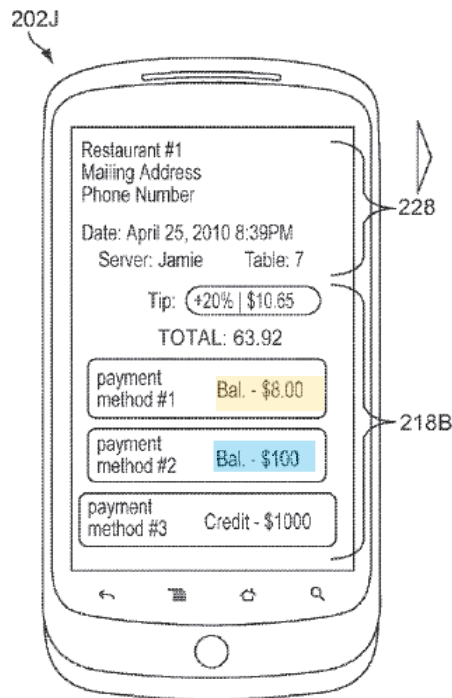 202J
Restaurant #1
Mailing Address
Phone Number
228
Date: April 25, 2010 8:39PM
Server: Jamie Table: 7
Tip: +20% | $10.65
TOTAL: 63.92
payment method #1 Bal. - $8.00
218B
payment method #2 Bal. - $100
payment method #3 Credit - $1000